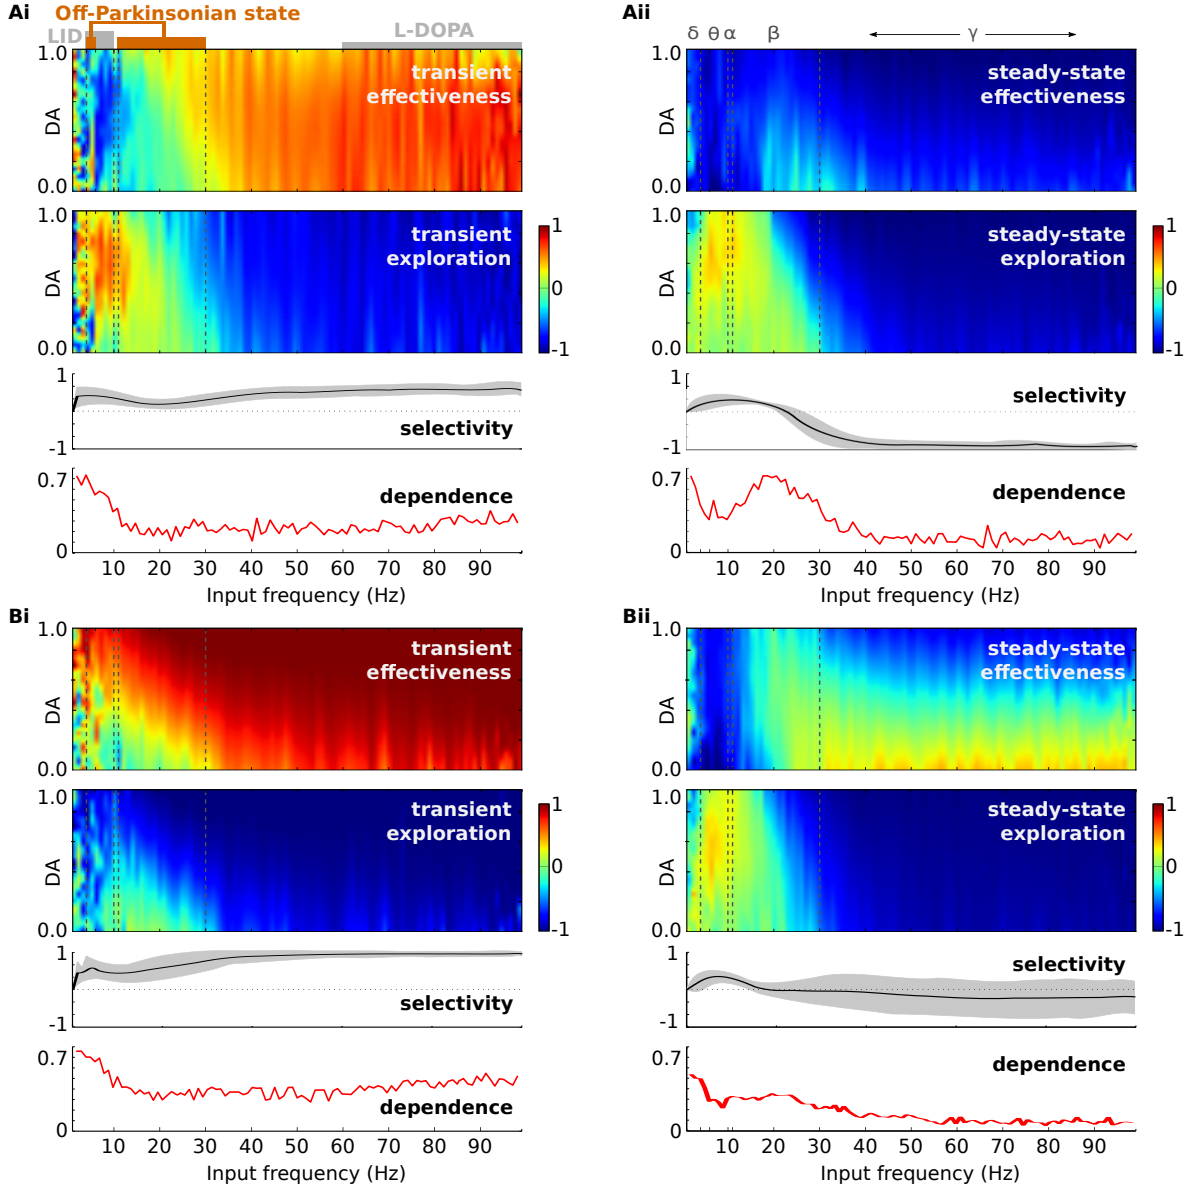 Ai
Off-Parkinsonian state
LID
L-DOPA
1.0
DA
0.0
transient
effectiveness
1.0
DA
0.0
transient
exploration
1
0
-1
1
-1
selectivity
0.7
0
dependence
10 20 30 40 50 60 70 80 90
Input frequency (Hz)
Aii
δ θ α β γ
1.0
DA
0.0
steady-state
effectiveness
1.0
DA
0.0
steady-state
exploration
1
0
-1
1
-1
selectivity
0.7
0
dependence
10 20 30 40 50 60 70 80 90
Input frequency (Hz)
Bi
1.0
DA
0.0
transient
effectiveness
1.0
DA
0.0
transient
exploration
1
0
-1
1
-1
selectivity
0.7
0
dependence
10 20 30 40 50 60 70 80 90
Input frequency (Hz)
Bii
1.0
DA
0.0
steady-state
effectiveness
1.0
DA
0.0
steady-state
exploration
1
0
-1
1
-1
selectivity
0.7
0
dependence
10 20 30 40 50 60 70 80 90
Input frequency (Hz)